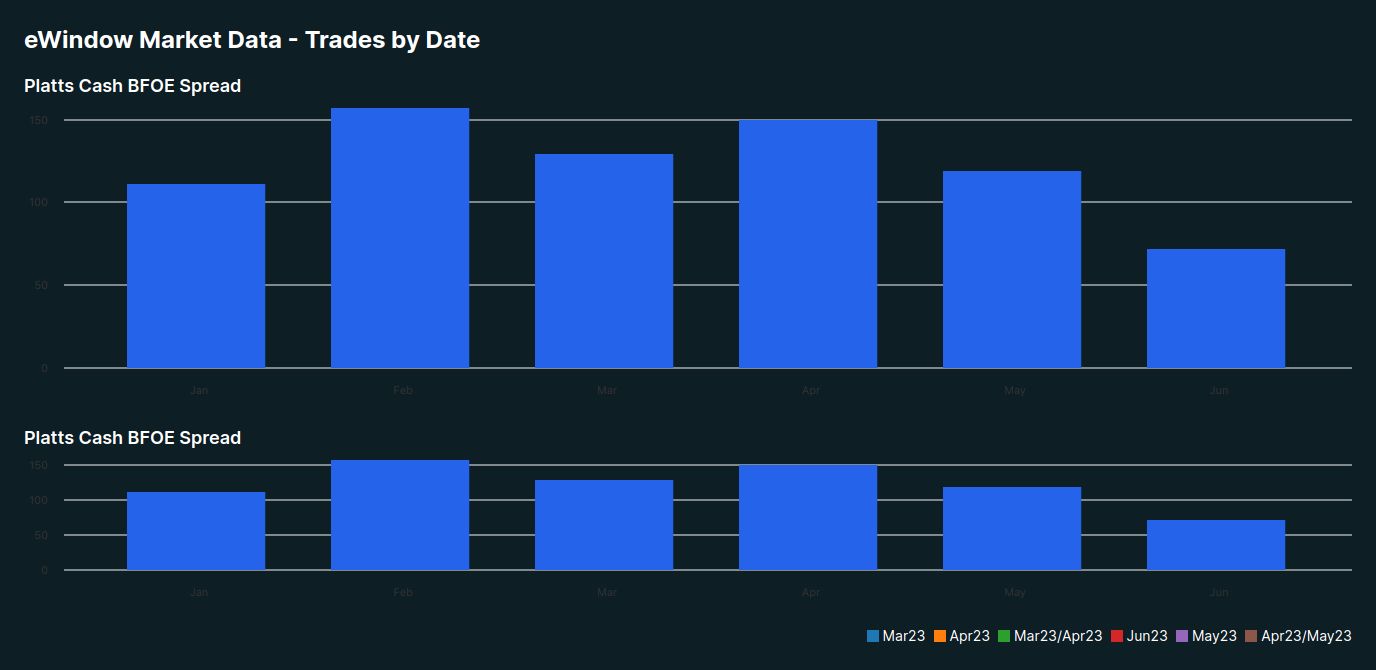 eWindow Market Data - Trades by Date
Platts Cash BFOE Spread
150
100
50
0
Jan Feb Mar Apr May Jun
Platts Cash BFOE Spread
150
100
50
0
Jan Feb Mar Apr May Jun
Mar23 Apr23 Mar23/Apr23 Jun23 May23 Apr23/May23